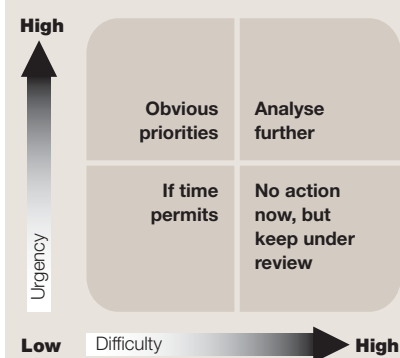 High
Obvious
priorities
Analyse
further
If time
permits
No action
now, but
keep under
review
Urgency
Low
Difficulty
High